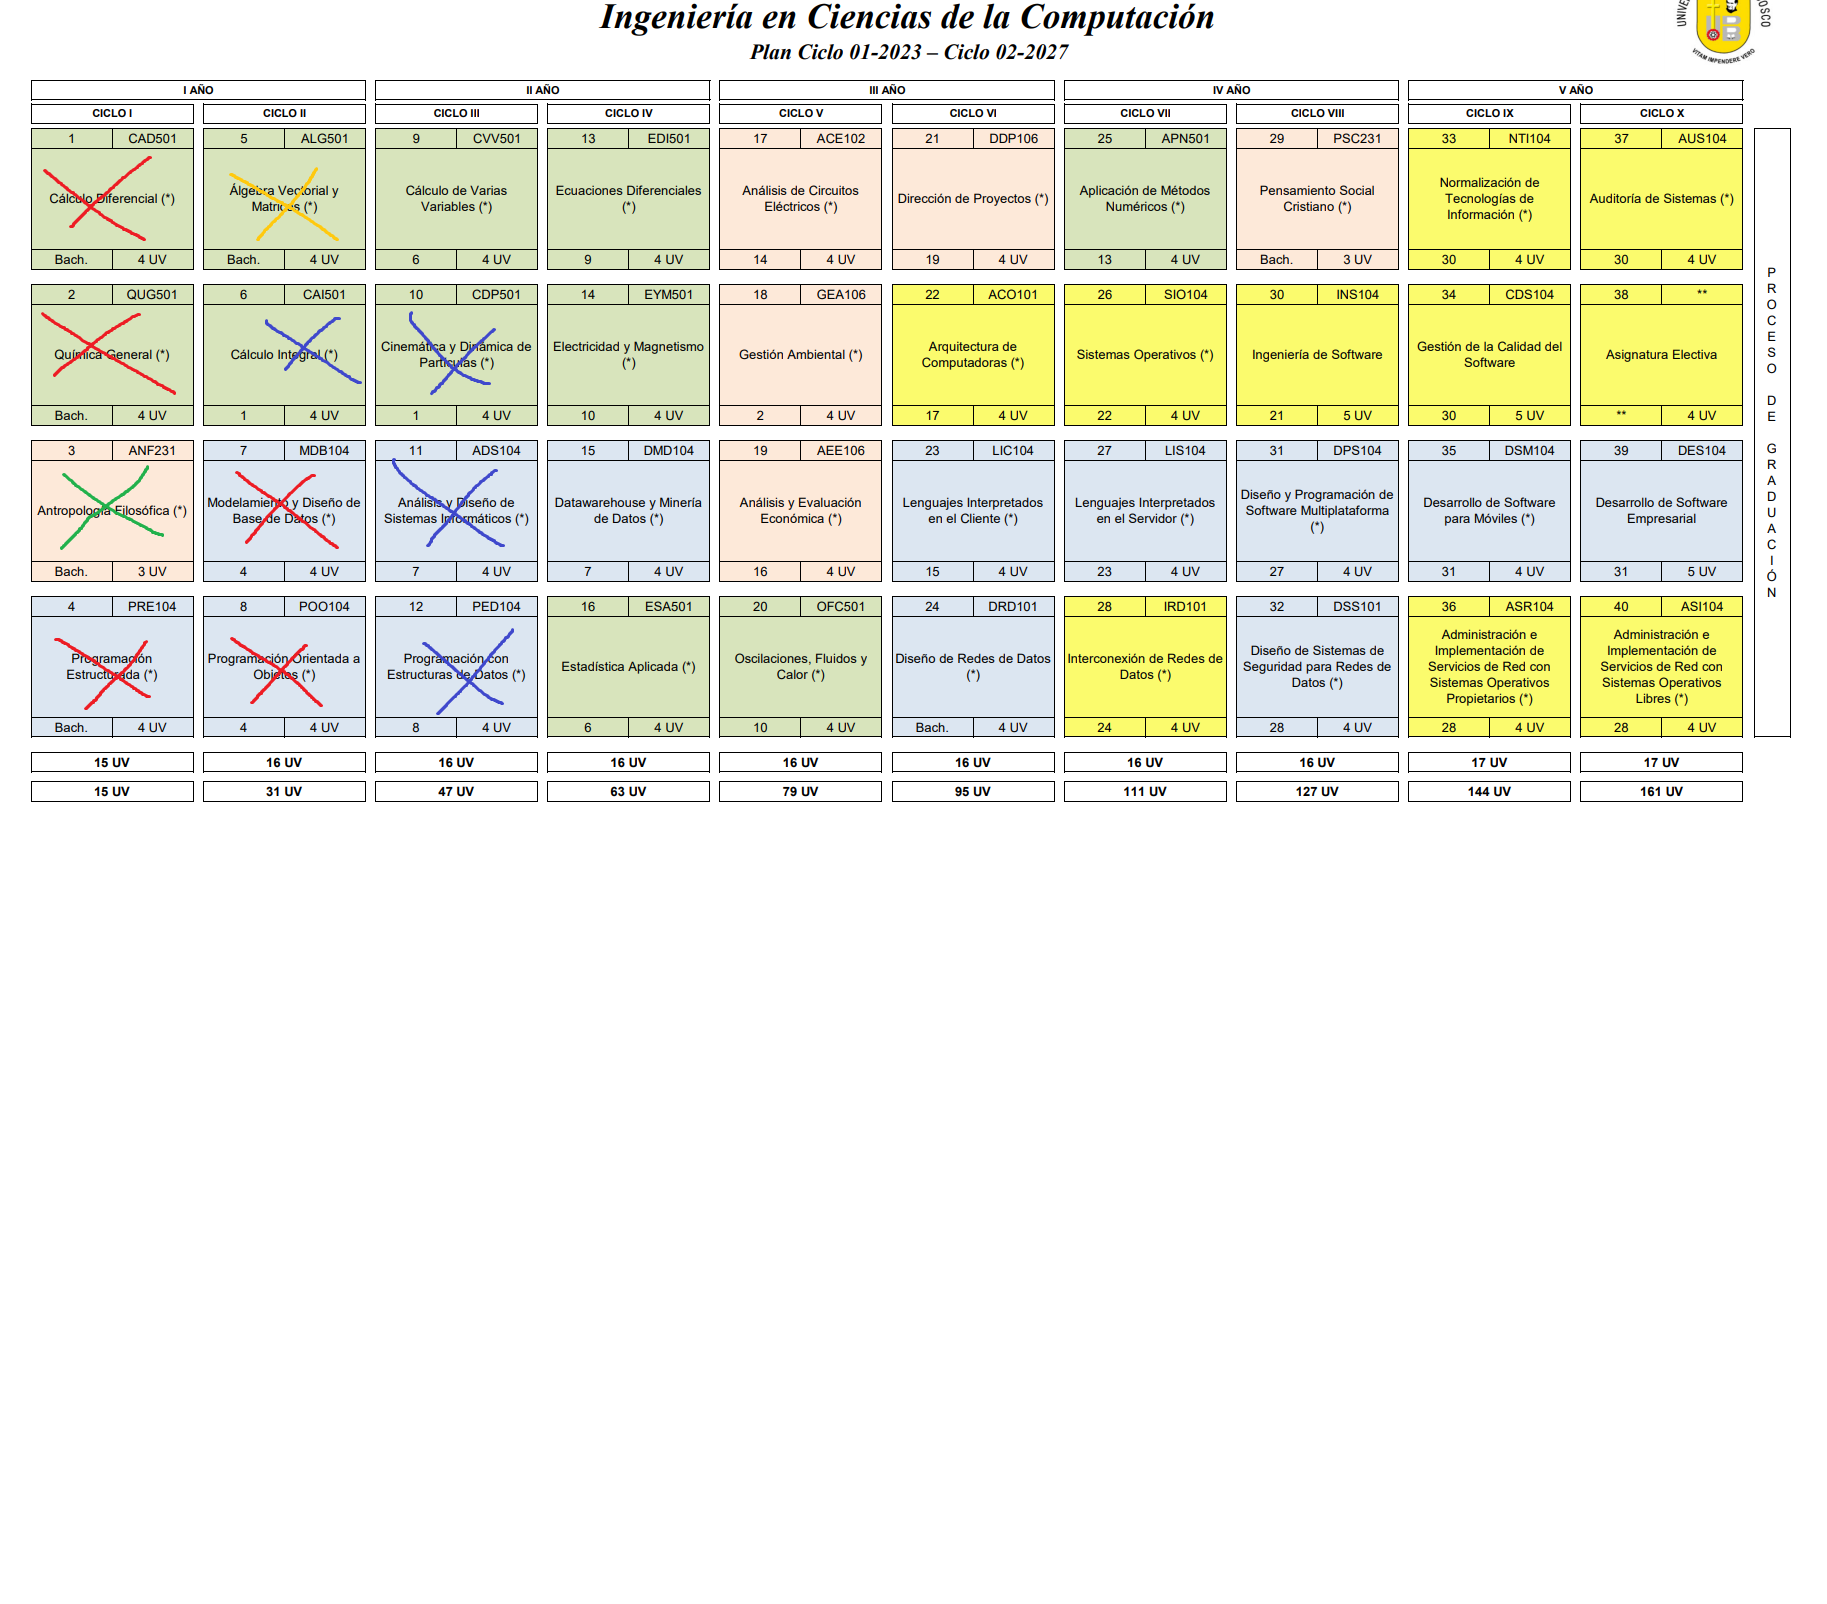 Ingeniería en Ciencias de la Computación
Plan Ciclo 01-2023 – Ciclo 02-2027
VITAM IMPENDERE VERO
I AÑO
II AÑO
III AÑO
IV AÑO
V AÑO
CICLO I
CICLO II
CICLO III
CICLO IV
CICLO V
CICLO VI
CICLO VII
CICLO VIII
CICLO IX
CICLO X
1 CAD501
Cálculo Diferencial (*)
Bach. 4 UV
5 ALG501
Álgebra Vectorial y
Matrices (*)
Bach. 4 UV
9 CVV501
Cálculo de Varias
Variables (*)
6 4 UV
13 EDI501
Ecuaciones Diferenciales
(*)
9 4 UV
17 ACE102
Análisis de Circuitos
Eléctricos (*)
14 4 UV
21 DDP106
Dirección de Proyectos (*)
19 4 UV
25 APN501
Aplicación de Métodos
Numéricos (*)
13 4 UV
29 PSC231
Pensamiento Social
Cristiano (*)
Bach. 3 UV
33 NTI104
Normalización de
Tecnologías de
Información (*)
30 4 UV
37 AUS104
Auditoría de Sistemas (*)
30 4 UV
2 QUG501
Química General (*)
Bach. 4 UV
6 CAI501
Cálculo Integral (*)
1 4 UV
10 CDP501
Cinemática y Dinámica de
Partículas (*)
1 4 UV
14 EYM501
Electricidad y Magnetismo
(*)
10 4 UV
18 GEA106
Gestión Ambiental (*)
2 4 UV
22 ACO101
Arquitectura de
Computadoras (*)
17 4 UV
26 SIO104
Sistemas Operativos (*)
22 4 UV
30 INS104
Ingeniería de Software
21 5 UV
34 CDS104
Gestión de la Calidad del
Software
30 5 UV
38 **
Asignatura Electiva
** 4 UV
3 ANF231
Antropología Filosófica (*)
Bach. 3 UV
7 MDB104
Modelamiento y Diseño de
Base de Datos (*)
4 4 UV
11 ADS104
Análisis y Diseño de
Sistemas Informáticos (*)
7 4 UV
15 DMD104
Datawarehouse y Minería
de Datos (*)
7 4 UV
19 AEE106
Análisis y Evaluación
Económica (*)
16 4 UV
23 LIC104
Lenguajes Interpretados
en el Cliente (*)
15 4 UV
27 LIS104
Lenguajes Interpretados
en el Servidor (*)
23 4 UV
31 DPS104
Diseño y Programación de
Software Multiplataforma
(*)
27 4 UV
35 DSM104
Desarrollo de Software
para Móviles (*)
31 4 UV
39 DES104
Desarrollo de Software
Empresarial
31 5 UV
4 PRE104
Programación
Estructurada (*)
Bach. 4 UV
8 POO104
Programación Orientada a
Objetos (*)
4 4 UV
12 PED104
Programación con
Estructuras de Datos (*)
8 4 UV
16 ESA501
Estadística Aplicada (*)
6 4 UV
20 OFC501
Oscilaciones, Fluidos y
Calor (*)
10 4 UV
24 DRD101
Diseño de Redes de Datos
(*)
Bach. 4 UV
28 IRD101
Interconexión de Redes de
Datos (*)
24 4 UV
32 DSS101
Diseño de Sistemas de
Seguridad para Redes de
Datos (*)
28 4 UV
36 ASR104
Administración e
Implementación de
Servicios de Red con
Sistemas Operativos
Propietarios (*)
28 4 UV
40 ASI104
Administración e
Implementación de
Servicios de Red con
Sistemas Operativos
Libres (*)
28 4 UV
PROCESO DE GRADUACIÓN
15 UV 16 UV 16 UV 16 UV 16 UV 16 UV 16 UV 16 UV 17 UV 17 UV
15 UV 31 UV 47 UV 63 UV 79 UV 95 UV 111 UV 127 UV 144 UV 161 UV